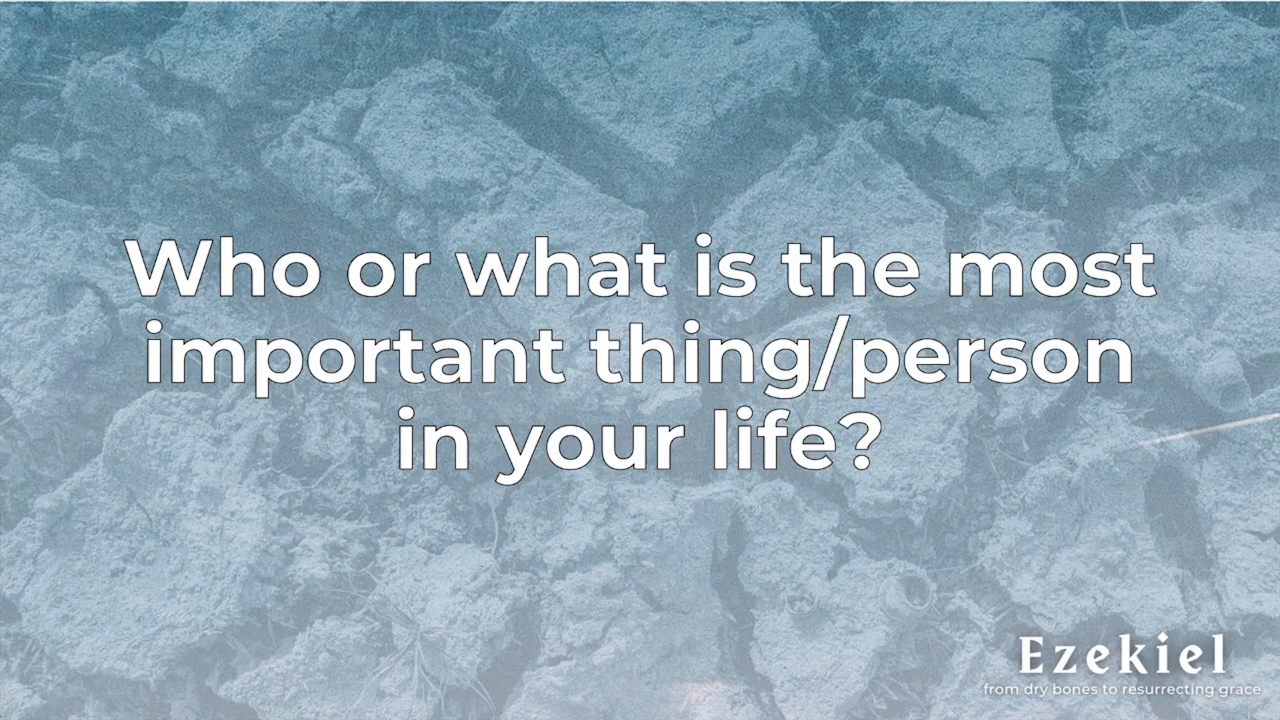 Who or what is the most
important thing/person
in your life?
Ezekiel
from dry bones to resurrecting grace